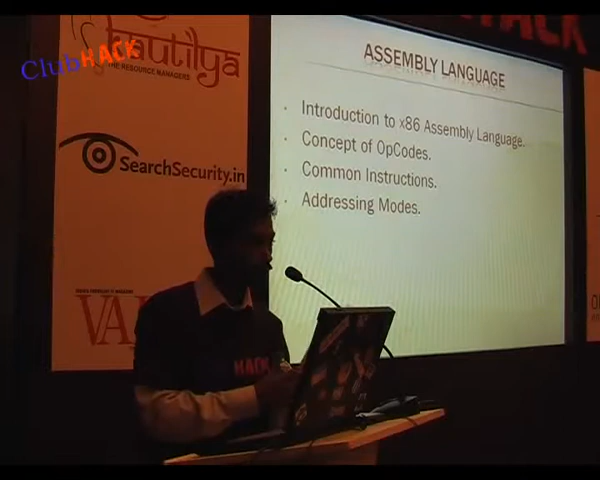 ClubHACK
HACK
kautilya
THE RESOURCE MANAGERS
SearchSecurity.in
ASSEMBLY LANGUAGE
Introduction to x86 Assembly Language.
Concept of OpCodes.
Common Instructions.
Addressing Modes.
HACK